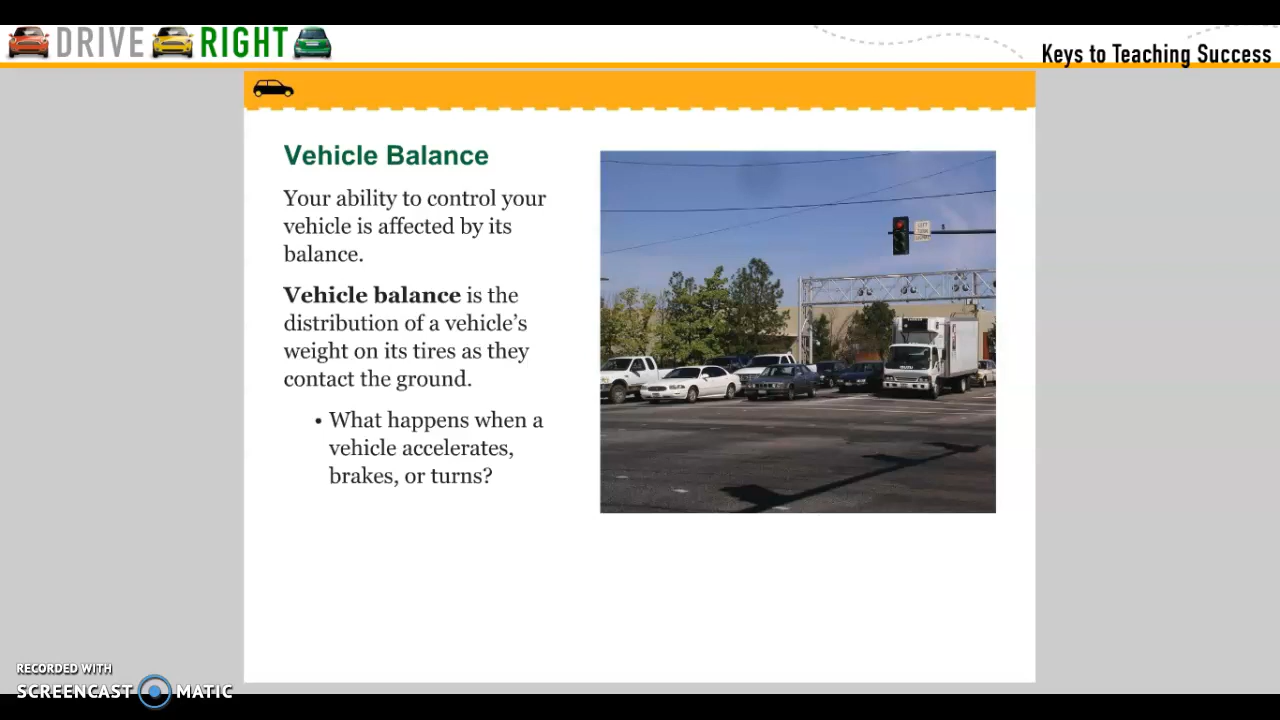 DRIVE RIGHT
Keys to Teaching Success
Vehicle Balance
Your ability to control your
vehicle is affected by its
balance.
Vehicle balance is the
distribution of a vehicle’s
weight on its tires as they
contact the ground.
• What happens when a
vehicle accelerates,
brakes, or turns?
RECORDED WITH
SCREENCAST MATIC